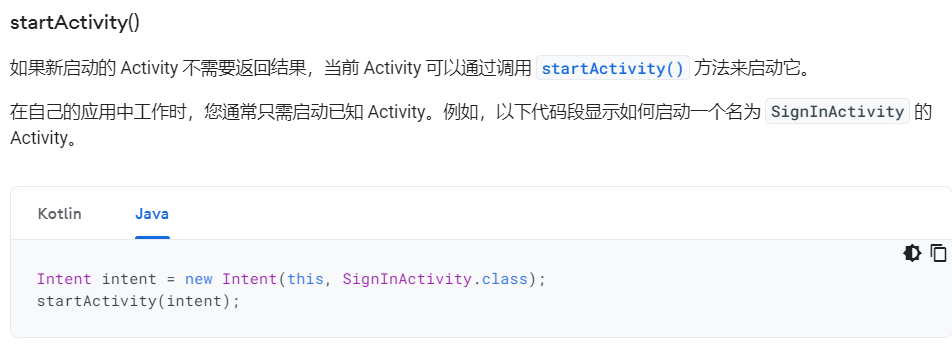 startActivity()
如果新启动的 Activity 不需要返回结果，当前 Activity 可以通过调用 startActivity() 方法来启动它。
在自己的应用中工作时，您通常只需启动已知 Activity。例如，以下代码段显示如何启动一个名为 SignInActivity 的
Activity。
Kotlin Java
Intent intent = new Intent(this, SignInActivity.class);
startActivity(intent);